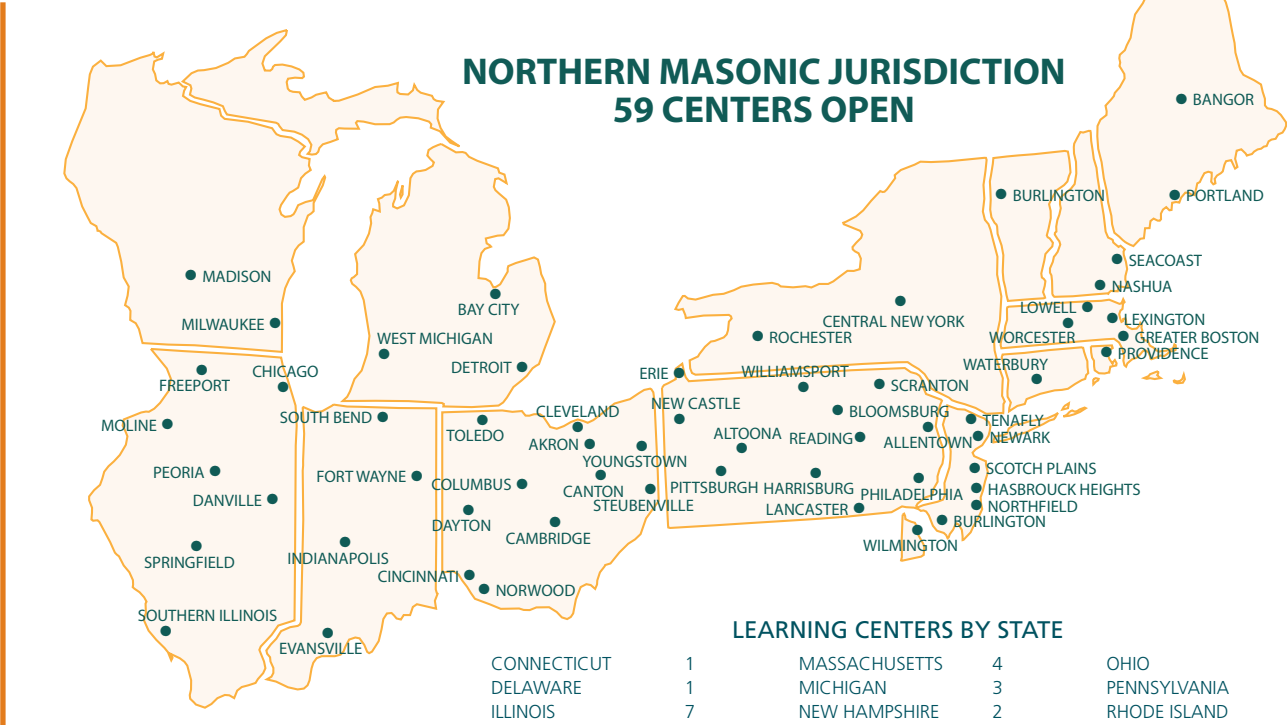 NORTHERN MASONIC JURISDICTION
59 CENTERS OPEN
BANGOR
BURLINGTON
PORTLAND
SEACOAST
MADISON
NASHUA
BAY CITY
LOWELL
MILWAUKEE
CENTRAL NEW YORK
LEXINGTON
WEST MICHIGAN
ROCHESTER
WORCESTER
GREATER BOSTON
PROVIDENCE
DETROIT
WATERBURY
FREEPORT
CHICAGO
ERIE
WILLIAMSPORT
SCRANTON
NEW CASTLE
CLEVELAND
BLOOMSBURG
SOUTH BEND
TENAFLY
MOLINE
TOLEDO
ALTOONA
READING
ALLENTOWN
NEWARK
AKRON
YOUNGSTOWN
PEORIA
FORT WAYNE
SCOTCH PLAINS
COLUMBUS
CANTON
PITTSBURGH
HARRISBURG
PHILADELPHIA
HASBROUCK HEIGHTS
DANVILLE
STEUBENVILLE
LANCASTER
NORTHFIELD
DAYTON
BURLINGTON
CAMBRIDGE
WILMINGTON
SPRINGFIELD
INDIANAPOLIS
CINCINNATI
NORWOOD
SOUTHERN ILLINOIS
EVANSVILLE
LEARNING CENTERS BY STATE
CONNECTICUT 1 MASSACHUSETTS 4 OHIO
DELAWARE 1 MICHIGAN 3 PENNSYLVANIA
ILLINOIS 7 NEW HAMPSHIRE 2 RHODE ISLAND